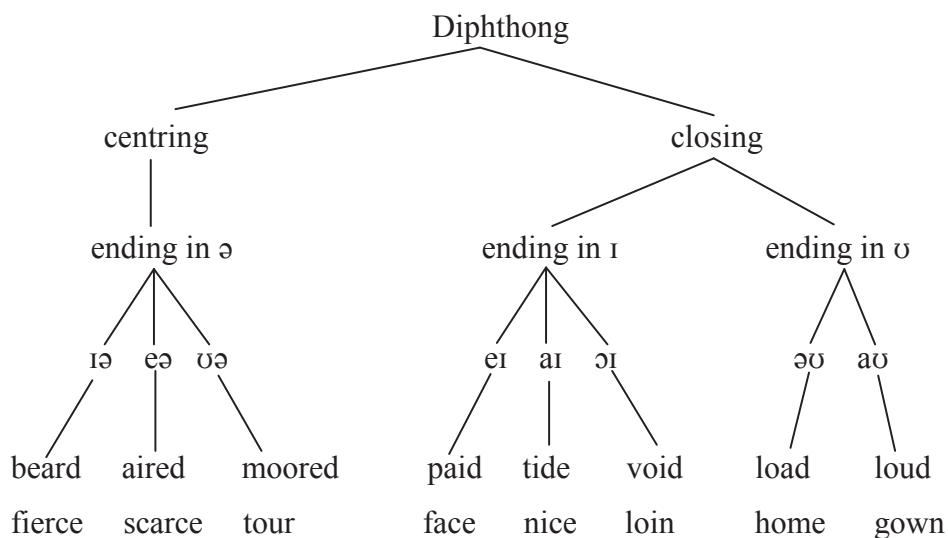 Diphthong
centring closing
ending in ə ending in ɪ ending in ʊ
ɪə eə ʊə eɪ aɪ ɔɪ əʊ aʊ
beard aired moored paid tide void load loud
fierce scarce tour face nice loin home gown